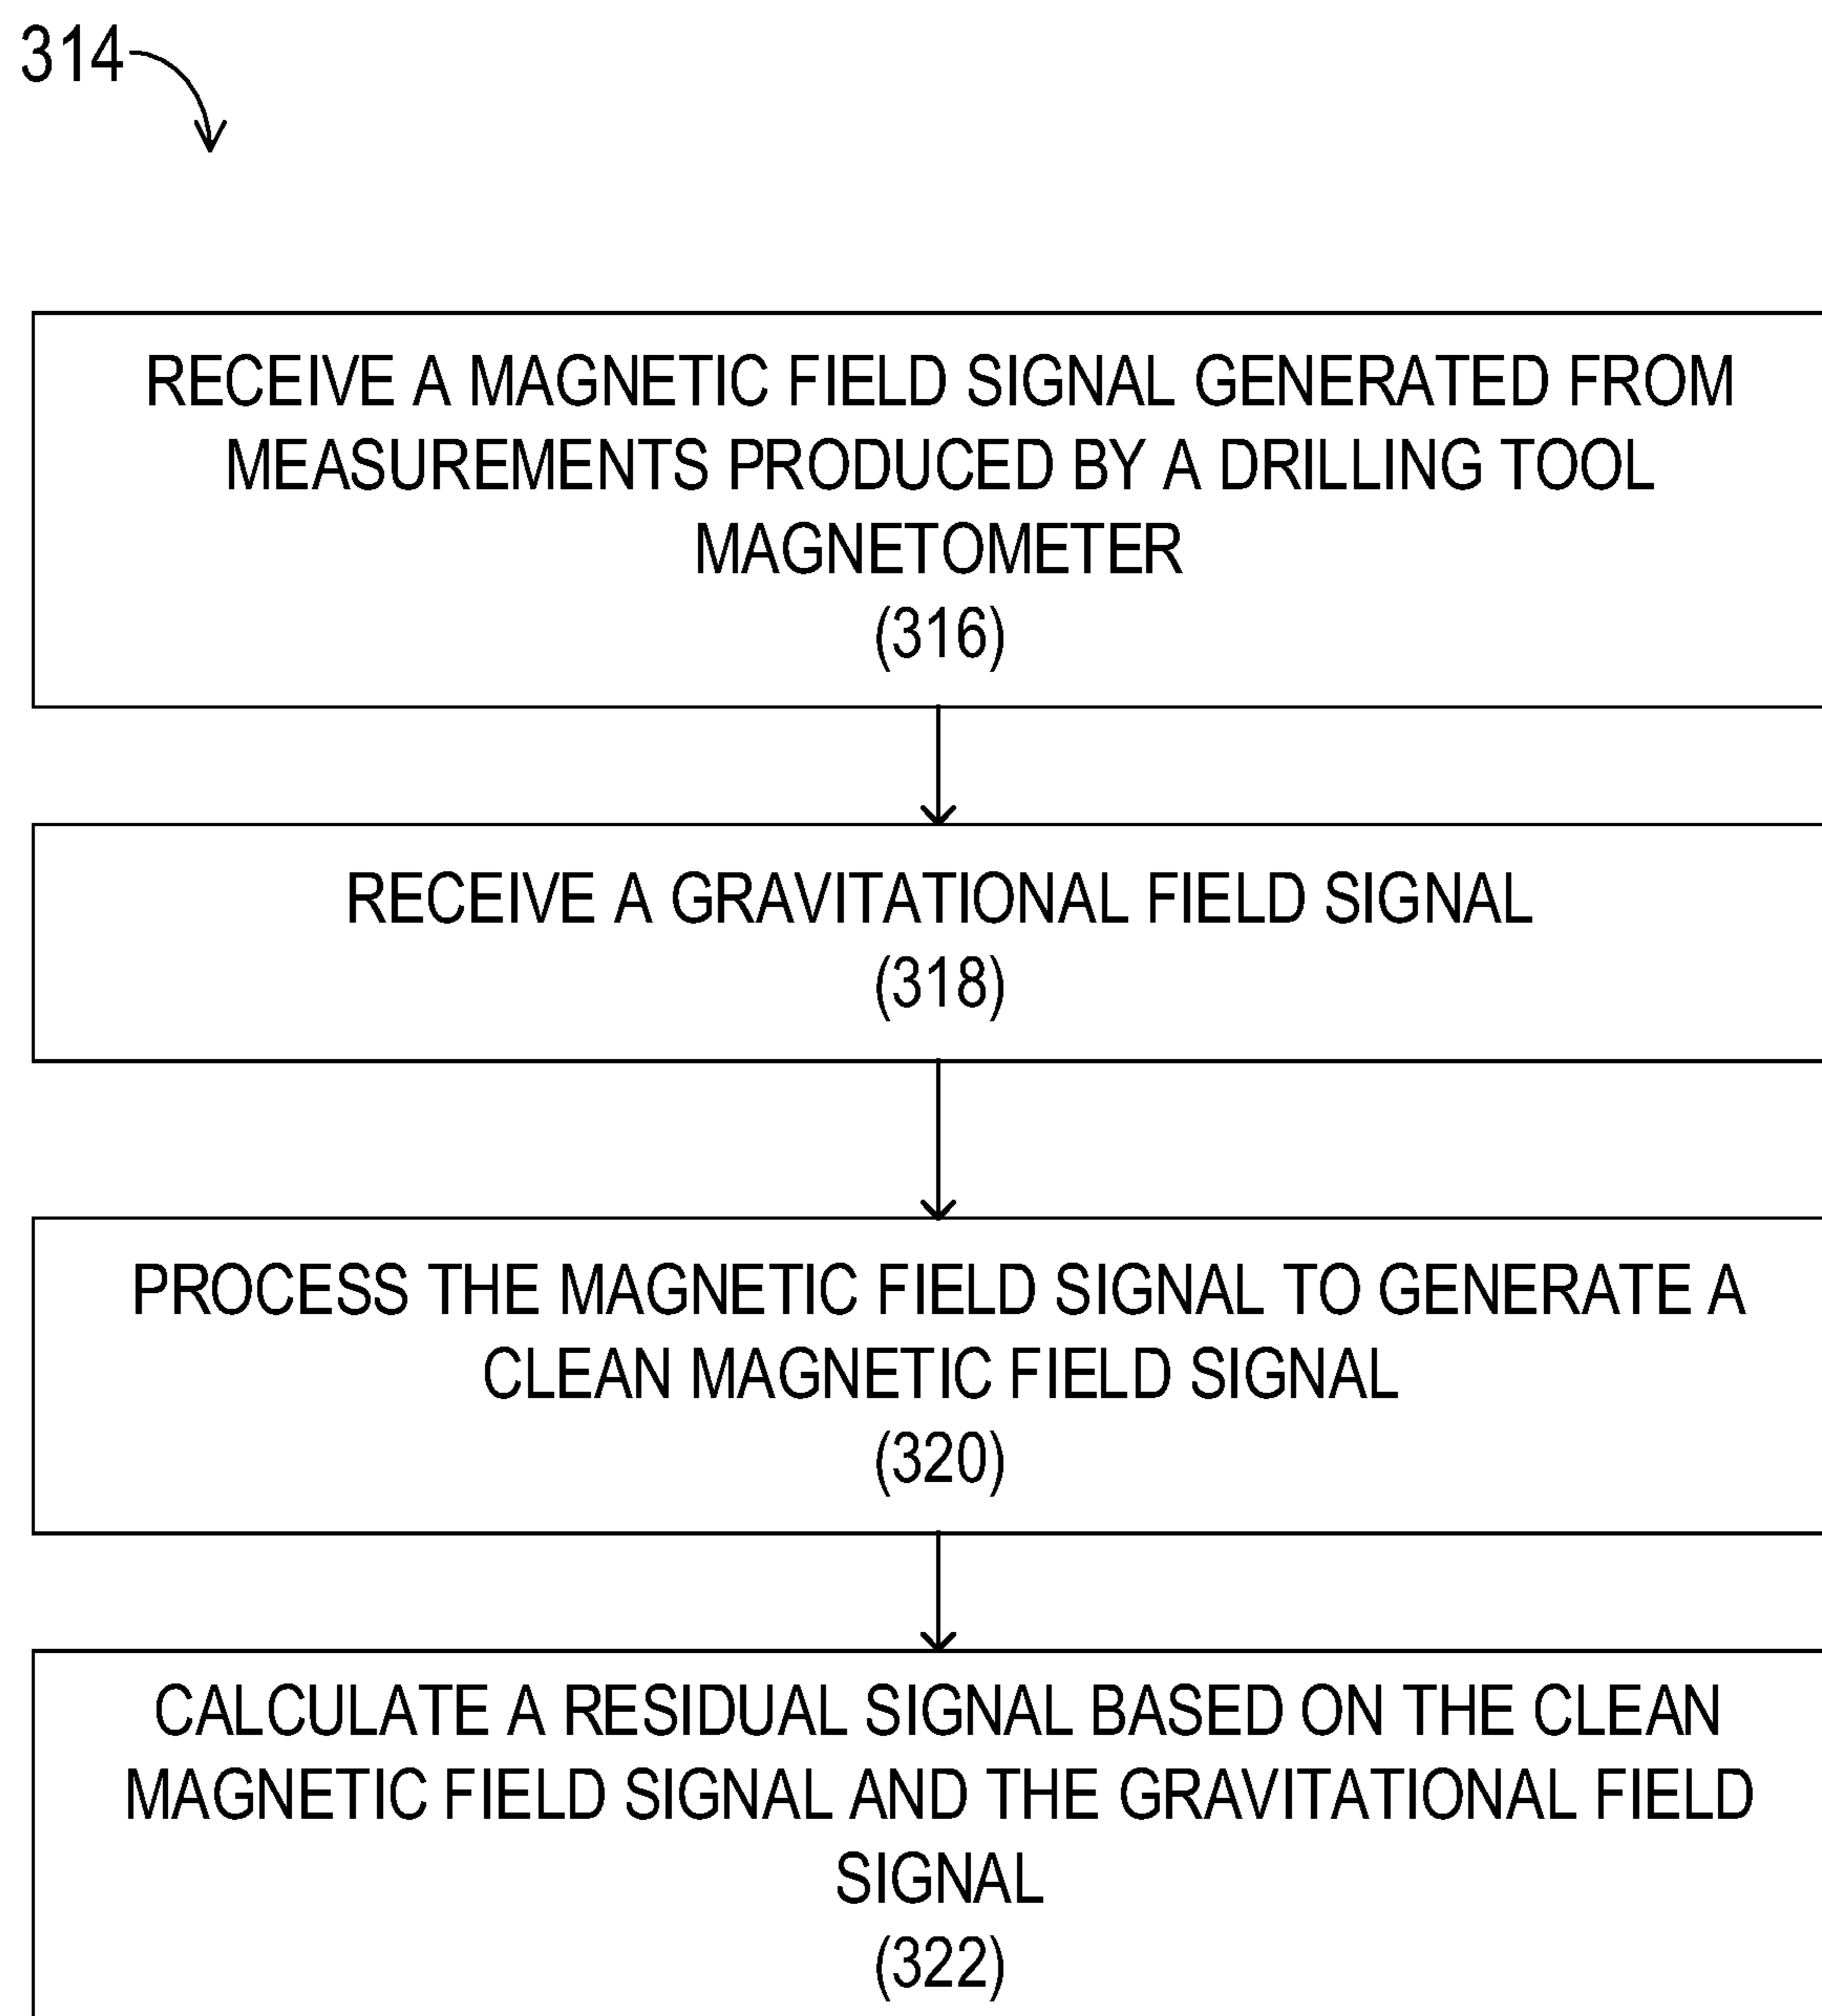 314
RECEIVE A MAGNETIC FIELD SIGNAL GENERATED FROM
MEASUREMENTS PRODUCED BY A DRILLING TOOL
MAGNETOMETER
(316)
RECEIVE A GRAVITATIONAL FIELD SIGNAL
(318)
PROCESS THE MAGNETIC FIELD SIGNAL TO GENERATE A
CLEAN MAGNETIC FIELD SIGNAL
(320)
CALCULATE A RESIDUAL SIGNAL BASED ON THE CLEAN
MAGNETIC FIELD SIGNAL AND THE GRAVITATIONAL FIELD
SIGNAL
(322)